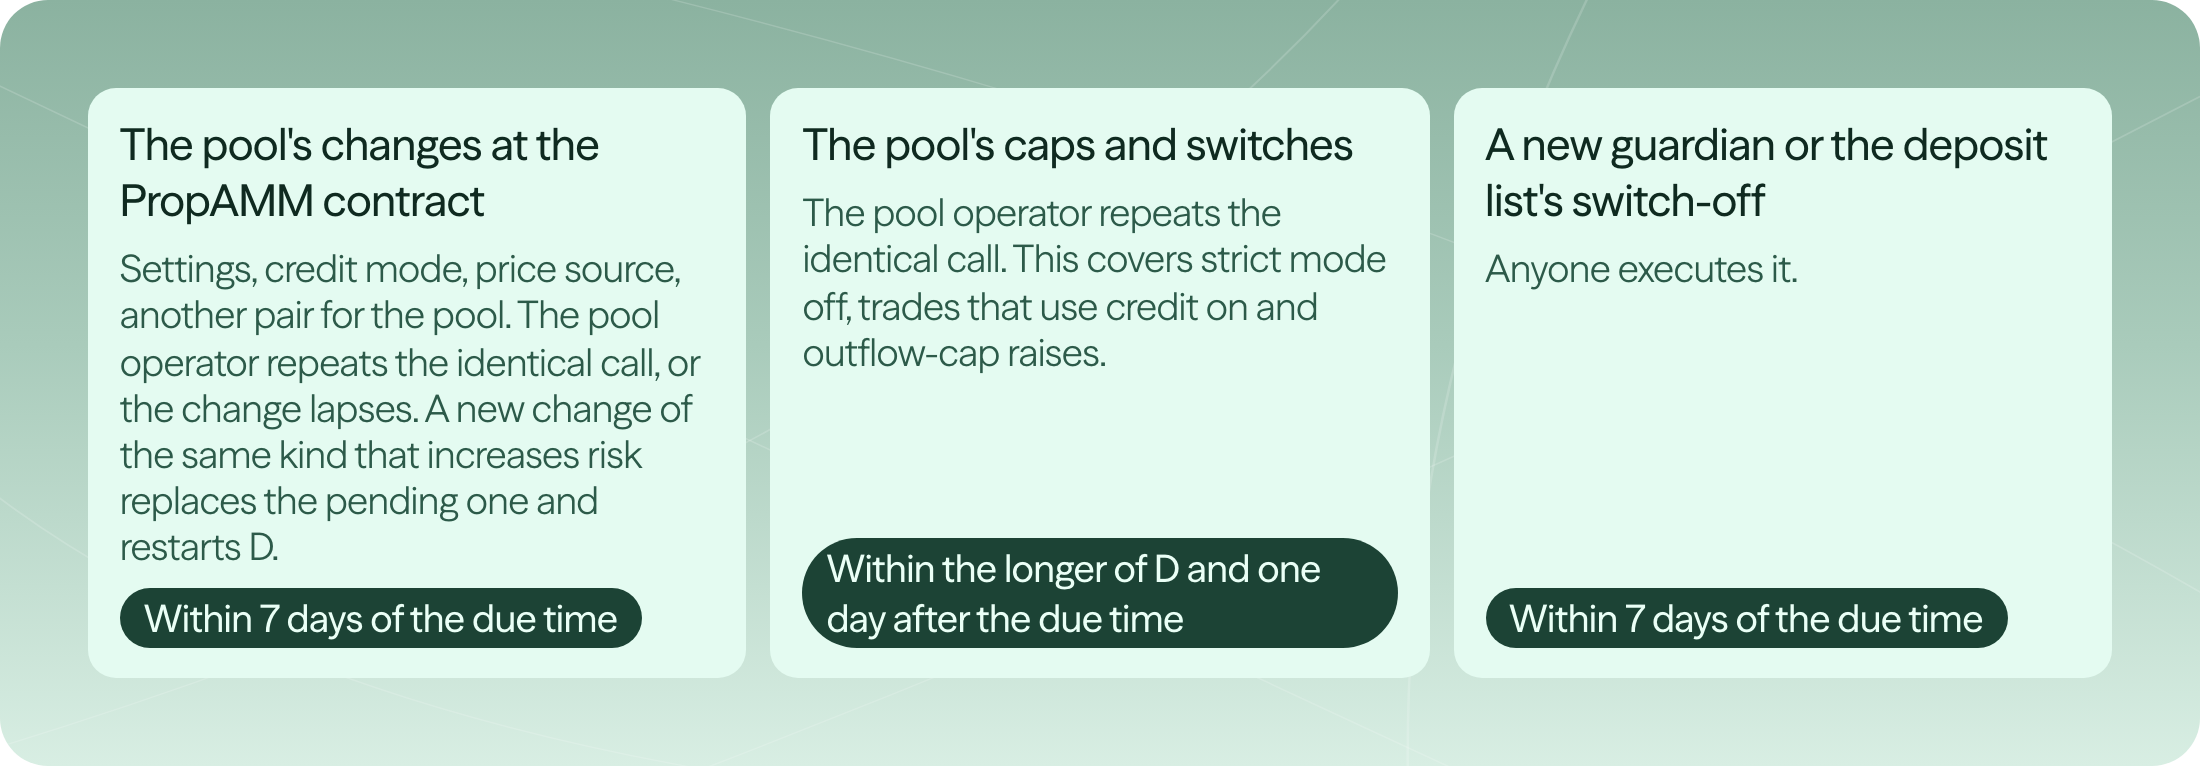 The pool's changes at the
PropAMM contract
Settings, credit mode, price source,
another pair for the pool. The pool
operator repeats the identical call, or
the change lapses. A new change of
the same kind that increases risk
replaces the pending one and
restarts D.
Within 7 days of the due time
The pool's caps and switches
The pool operator repeats the
identical call. This covers strict mode
off, trades that use credit on and
outflow-cap raises.
Within the longer of D and one
day after the due time
A new guardian or the deposit
list's switch-off
Anyone executes it.
Within 7 days of the due time